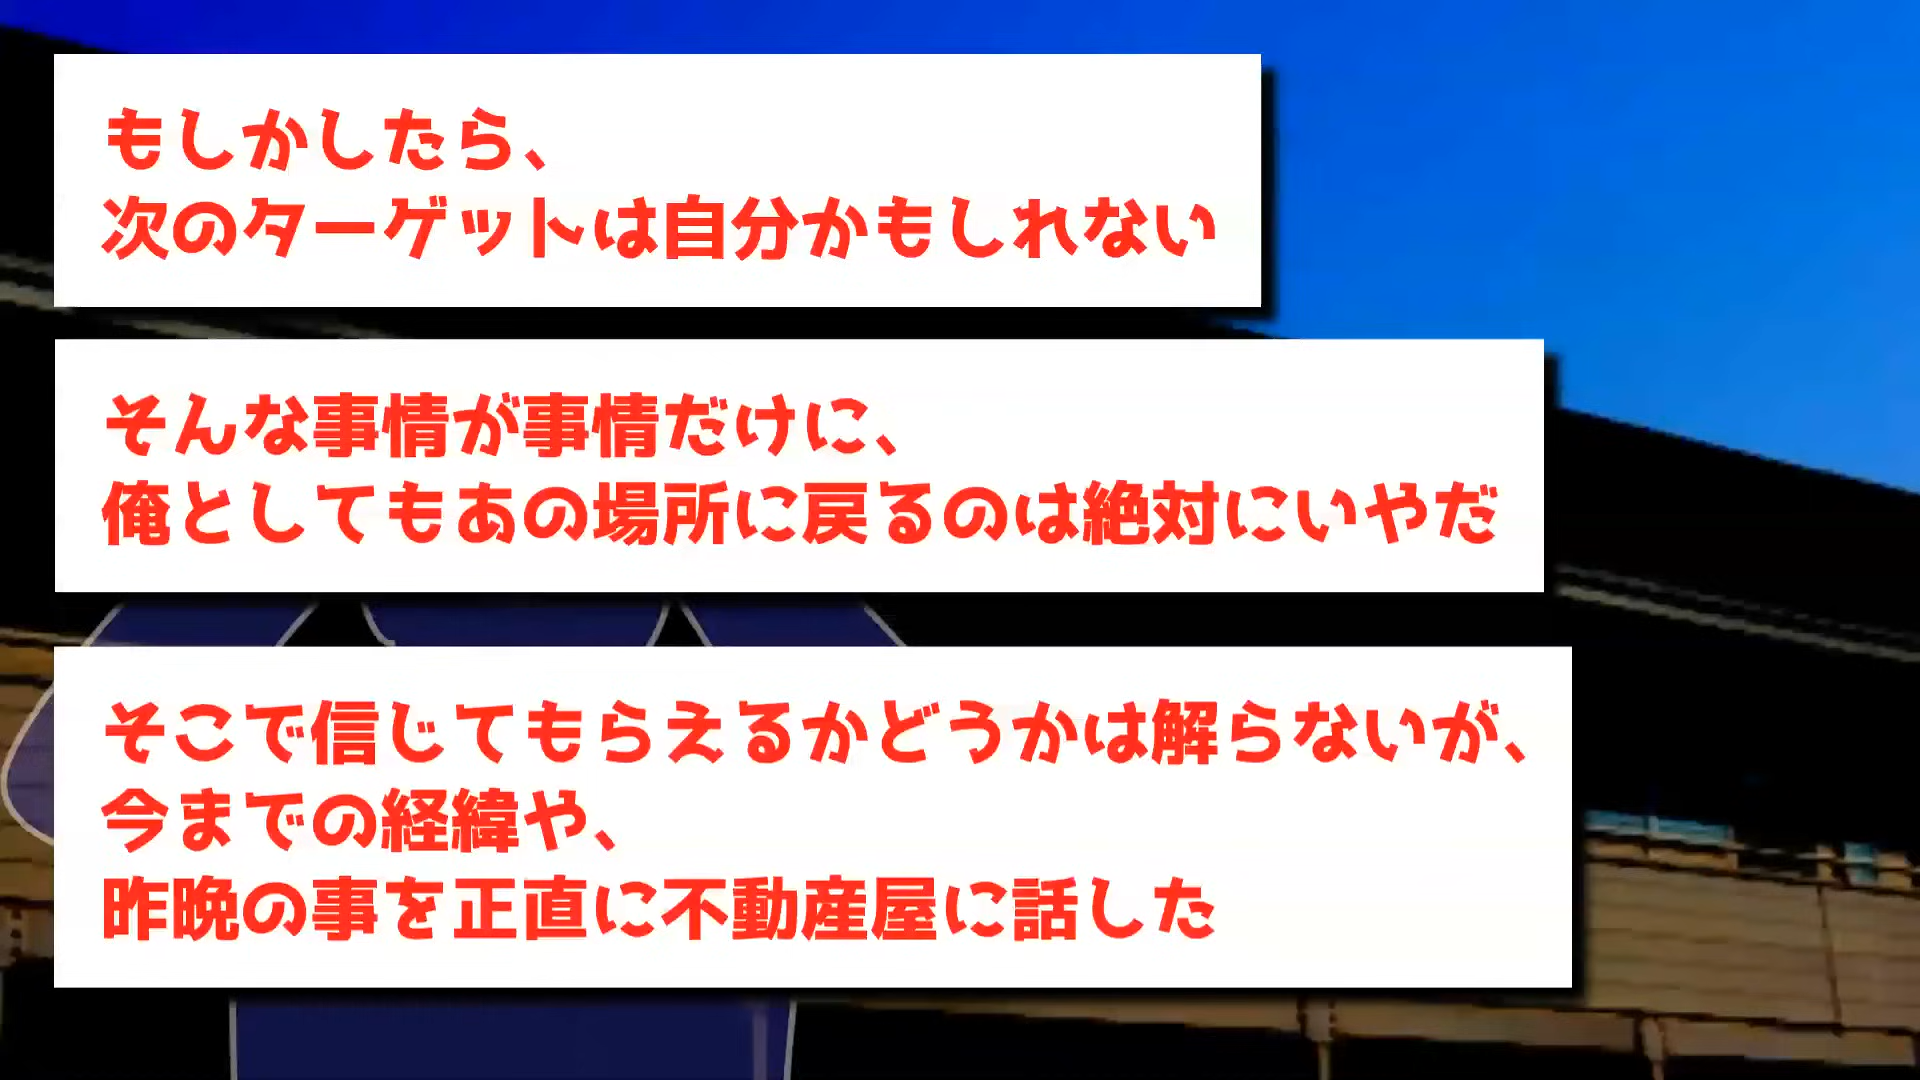 もしかしたら、
次のターゲットは自分かもしれない
そんな事情が事情だけに、
俺としてもあの場所に戻るのは絶対にいやだ
そこで信じてもらえるかどうかは解らないが、
今までの経緯や、
昨晩の事を正直に不動産屋に話した